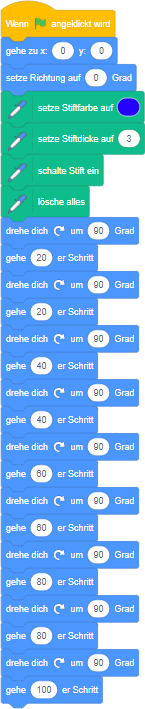 Wenn angeklickt wird
gehe zu x: 0 y: 0
setze Richtung auf 0 Grad
setze Stiftfarbe auf
setze Stiftdicke auf 3
schalte Stift ein
lösche alles
drehe dich um 90 Grad
gehe 20 er Schritt
drehe dich um 90 Grad
gehe 20 er Schritt
drehe dich um 90 Grad
gehe 40 er Schritt
drehe dich um 90 Grad
gehe 40 er Schritt
drehe dich um 90 Grad
gehe 60 er Schritt
drehe dich um 90 Grad
gehe 60 er Schritt
drehe dich um 90 Grad
gehe 80 er Schritt
drehe dich um 90 Grad
gehe 80 er Schritt
drehe dich um 90 Grad
gehe 100 er Schritt